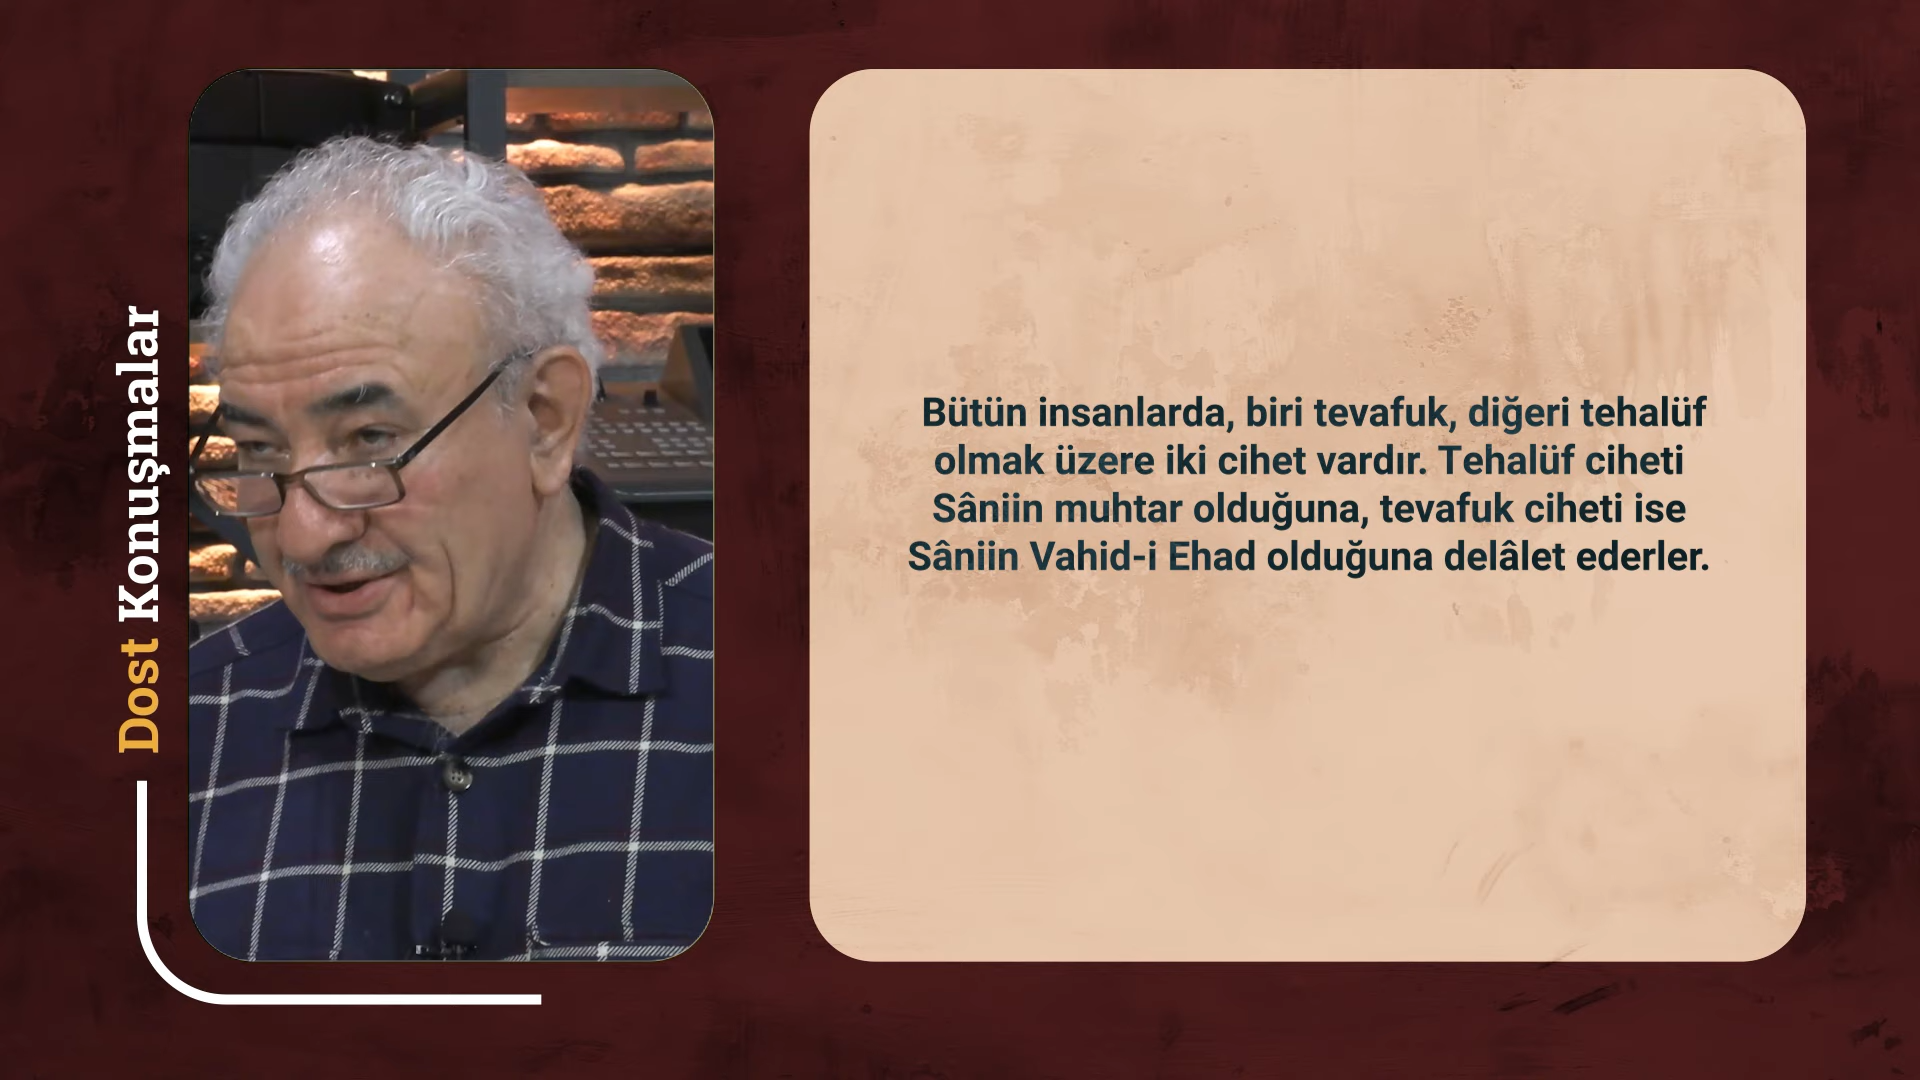 Dost Konuşmalar
Bütün insanlarda, biri tevafuk, diğeri tehalüf
olmak üzere iki cihet vardır. Tehalüf ciheti
Sâniin muhtar olduğuna, tevafuk ciheti ise
Sâniin Vahid-i Ehad olduğuna delâlet ederler.